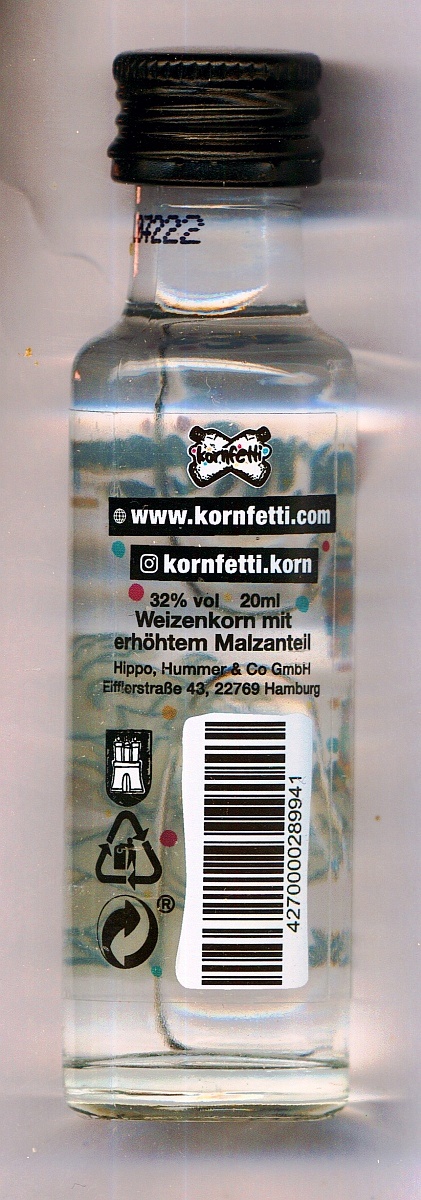 kornfetti
www.kornfetti.com
kornfetti.korn
32% vol 20ml
Weizenkorn mit
erhöhtem Malzanteil
Hippo, Hummer & Co GmbH
Eifflerstraße 43, 22769 Hamburg
®
4270000289941